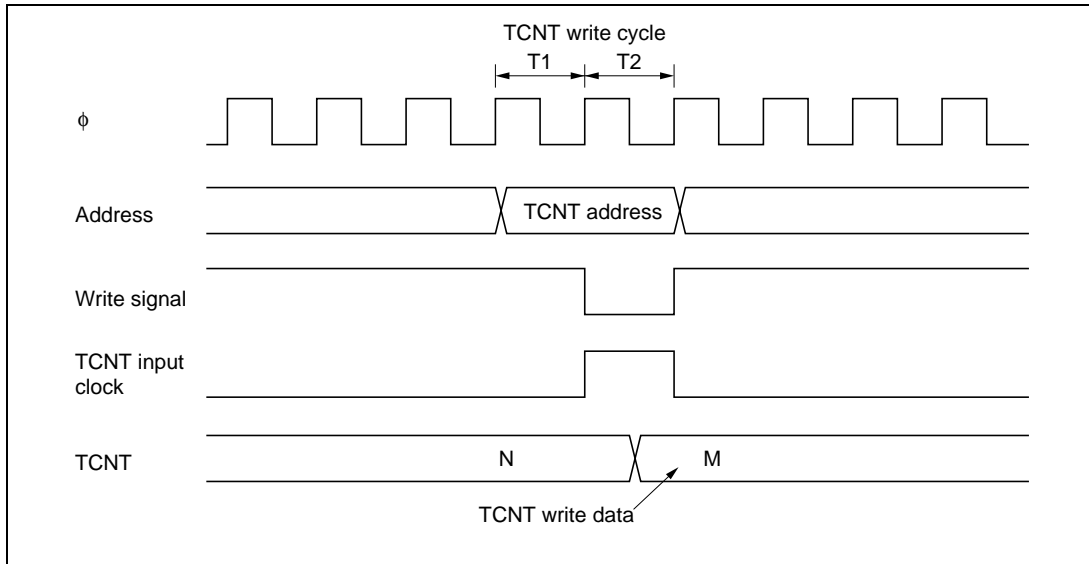 TCNT write cycle
T1 T2
ϕ
Address
TCNT address
Write signal
TCNT input
clock
TCNT
N M
TCNT write data